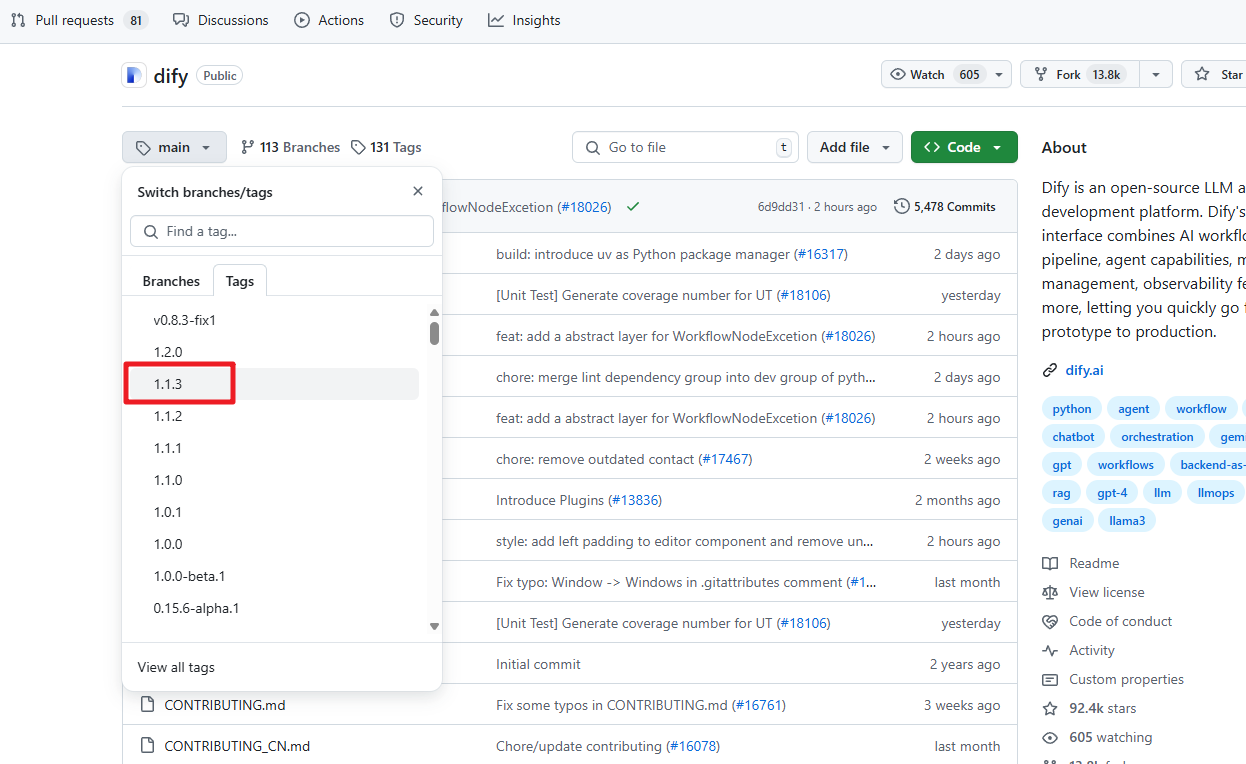 Pull requests 81 Discussions Actions Security Insights
dify Public
Watch 605 Fork 13.8k Star
main 113 Branches 131 Tags
Go to file t Add file <> Code
Switch branches/tags
Find a tag...
Branches Tags
v0.8.3-fix1
1.2.0
1.1.3
1.1.2
1.1.1
1.1.0
1.0.1
1.0.0
1.0.0-beta.1
0.15.6-alpha.1
View all tags
flowNodeExcetion (#18026) 6d9dd31 · 2 hours ago 5,478 Commits
build: introduce uv as Python package manager (#16317) 2 days ago
[Unit Test] Generate coverage number for UT (#18106) yesterday
feat: add a abstract layer for WorkflowNodeExcetion (#18026) 2 hours ago
chore: merge lint dependency group into dev group of pyth... 2 days ago
feat: add a abstract layer for WorkflowNodeExcetion (#18026) 2 hours ago
chore: remove outdated contact (#17467) 2 weeks ago
Introduce Plugins (#13836) 2 months ago
style: add left padding to editor component and remove un... 2 hours ago
Fix typo: Window -> Windows in .gitattributes comment (#1... last month
[Unit Test] Generate coverage number for UT (#18106) yesterday
Initial commit 2 years ago
CONTRIBUTING.md Fix some typos in CONTRIBUTING.md (#16761) 3 weeks ago
CONTRIBUTING_CN.md Chore/update contributing (#16078) last month
About
Dify is an open-source LLM a
development platform. Dify's
interface combines AI workflo
pipeline, agent capabilities, m
management, observability fe
more, letting you quickly go
prototype to production.
dify.ai
python agent workflow
chatbot orchestration gemi
gpt workflows backend-as-
rag gpt-4 llm llmops
genai llama3
Readme
View license
Code of conduct
Activity
Custom properties
92.4k stars
605 watching